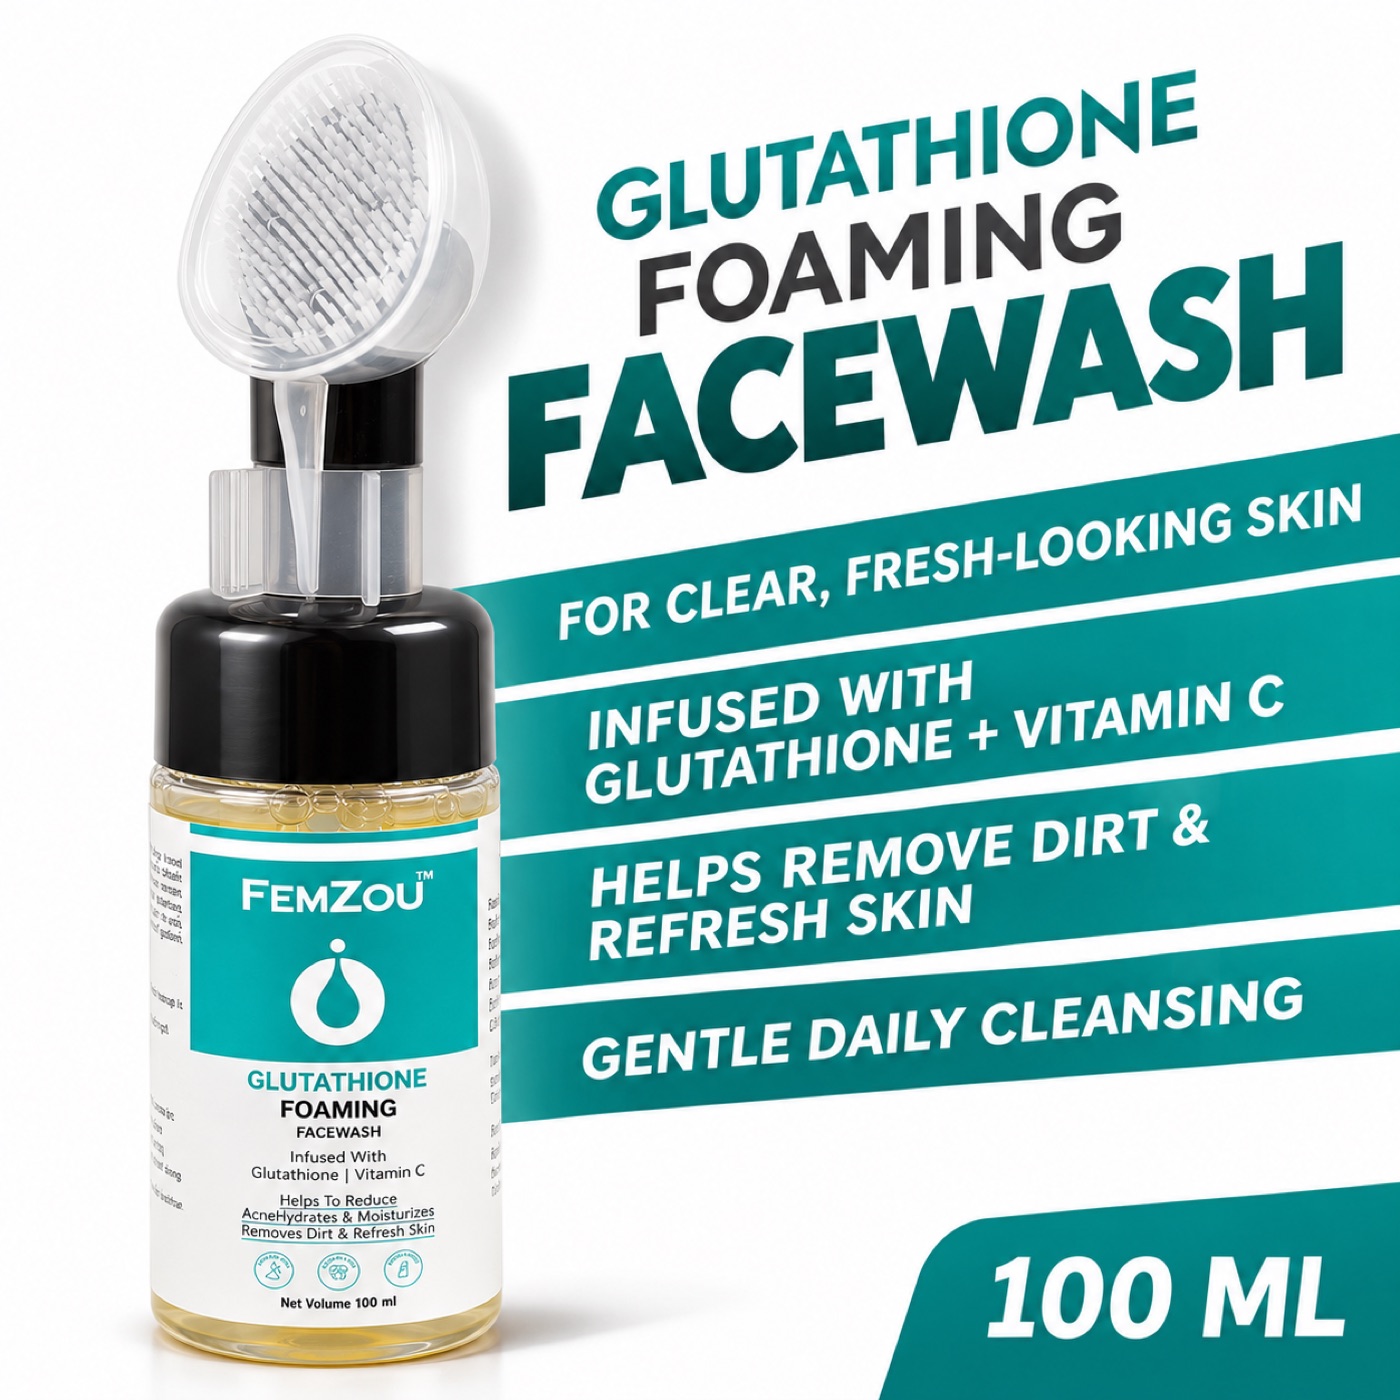 GLUTATHIONE
FOAMING
FACEWASH
FOR CLEAR, FRESH-LOOKING SKIN
INFUSED WITH
GLUTATHIONE + VITAMIN C
HELPS REMOVE DIRT &
REFRESH SKIN
GENTLE DAILY CLEANSING
100 ML
FEMZOU™
GLUTATHIONE
FOAMING
FACEWASH
Infused With
Glutathione | Vitamin C
Helps To Reduce
AcneHydrates & Moisturizes
Removes Dirt & Refresh Skin
Net Volume 100 ml